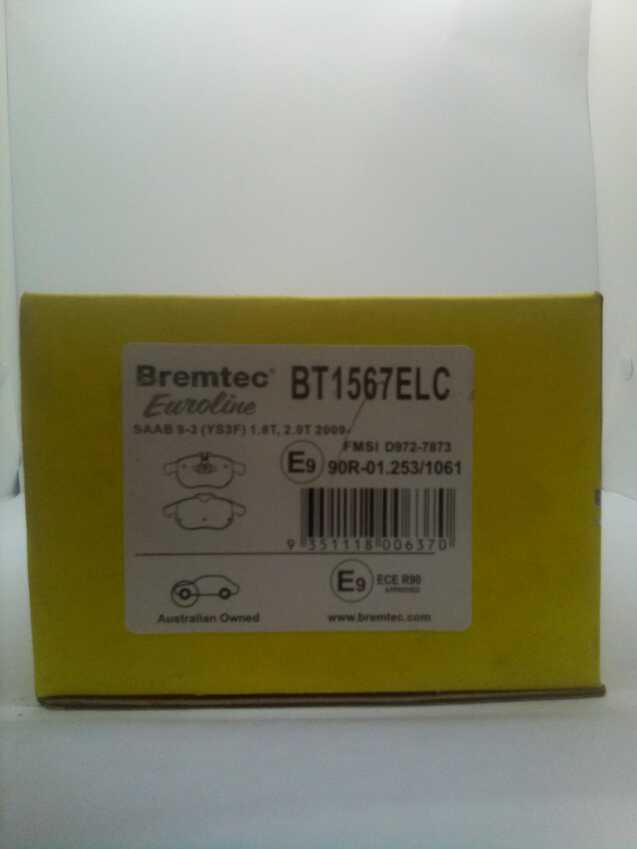 Bremtec®
Euroline
BT1567ELC
SAAB 9-3 (YS3F) 1.8T, 2.0T 2009-
FMSI D972-7873
E9 90R-01.253/1061
9 351118 006370
E9 ECE R90
APPROVED
Australian Owned
www.bremtec.com